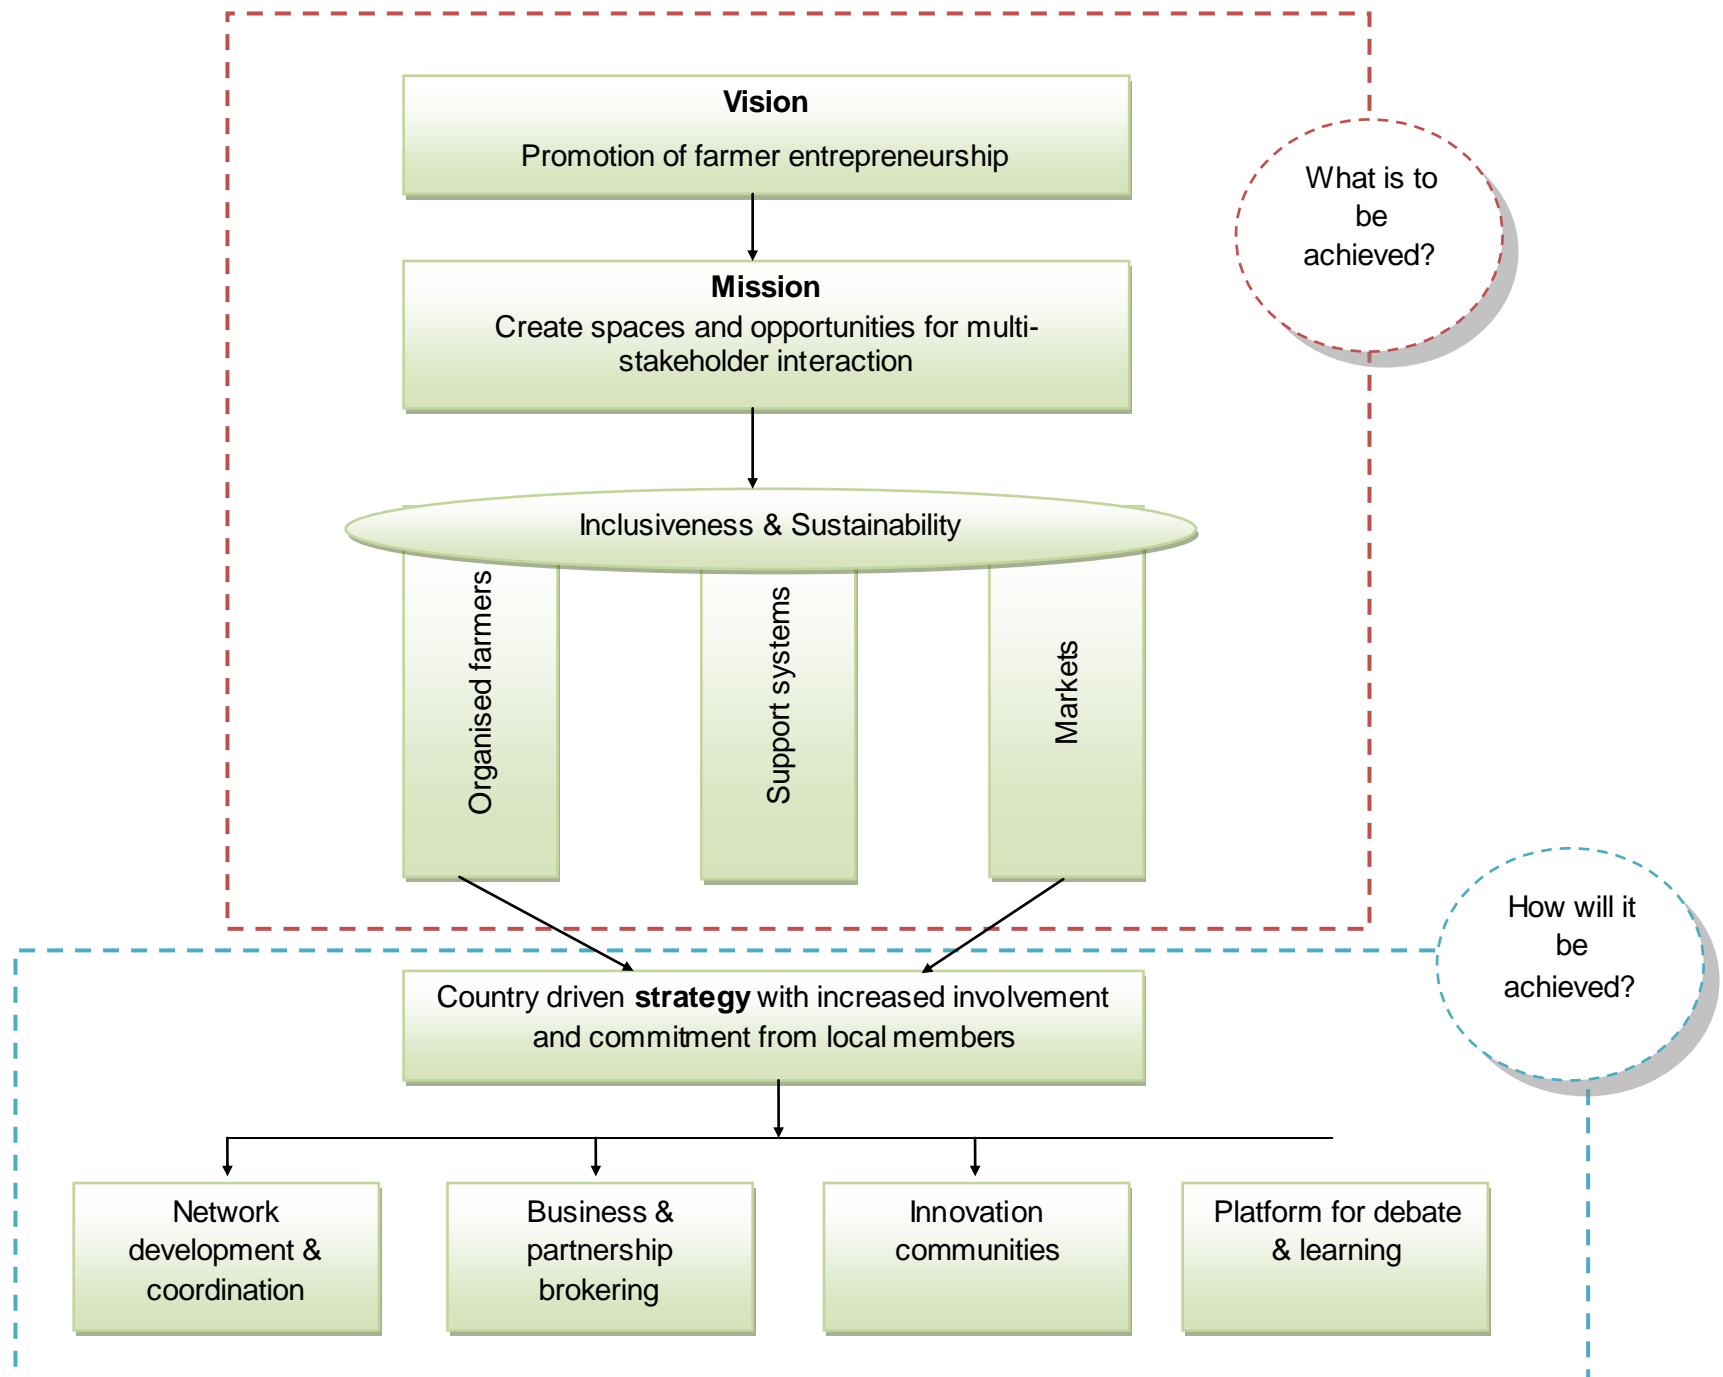 Vision
Promotion of farmer entrepreneurship
What is to
be
achieved?
Mission
Create spaces and opportunities for multi-
stakeholder interaction
Inclusiveness & Sustainability
Organised farmers
Support systems
Markets
How will it
be
achieved?
Country driven strategy with increased involvement
and commitment from local members
Network
development &
coordination
Business &
partnership
brokering
Innovation
communities
Platform for debate
& learning